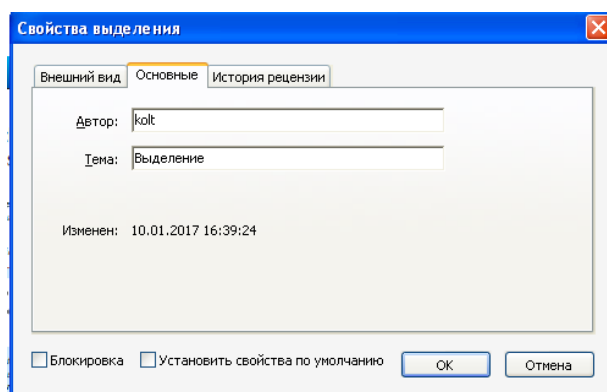 Свойства выделения
Внешний вид Основные История рецензии
Автор: kolt
Тема: Выделение
Изменен: 10.01.2017 16:39:24
Блокировка Установить свойства по умолчанию OK Отмена